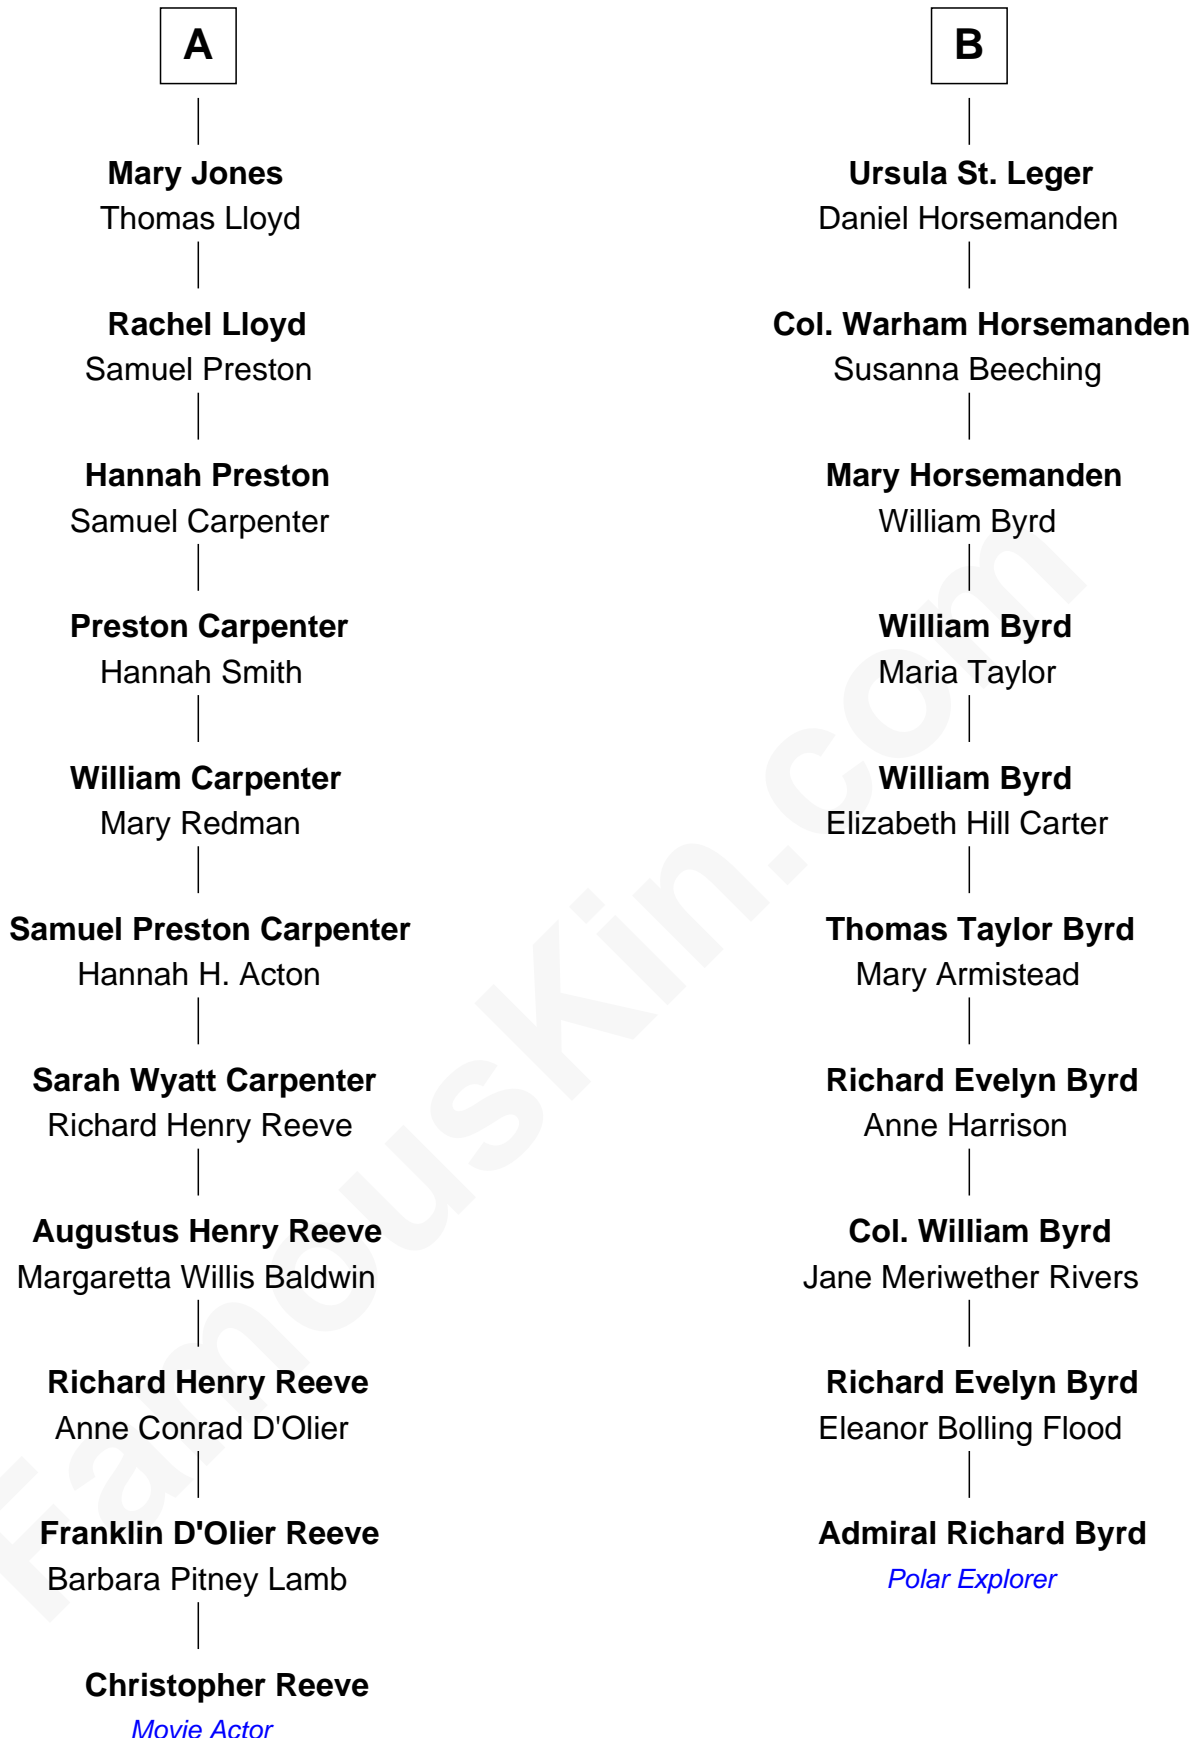 A
Mary Jones
Thomas Lloyd
Rachel Lloyd
Samuel Preston
Hannah Preston
Samuel Carpenter
Preston Carpenter
Hannah Smith
William Carpenter
Mary Redman
Samuel Preston Carpenter
Hannah H. Acton
Sarah Wyatt Carpenter
Richard Henry Reeve
Augustus Henry Reeve
Margaretta Willis Baldwin
Richard Henry Reeve
Anne Conrad D'Olier
Franklin D'Olier Reeve
Barbara Pitney Lamb
Christopher Reeve
Movie Actor
B
Ursula St. Leger
Daniel Horsemanden
Col. Warham Horsemanden
Susanna Beeching
Mary Horsemanden
William Byrd
William Byrd
Maria Taylor
William Byrd
Elizabeth Hill Carter
Thomas Taylor Byrd
Mary Armistead
Richard Evelyn Byrd
Anne Harrison
Col. William Byrd
Jane Meriwether Rivers
Richard Evelyn Byrd
Eleanor Bolling Flood
Admiral Richard Byrd
Polar Explorer
FamousKin.com